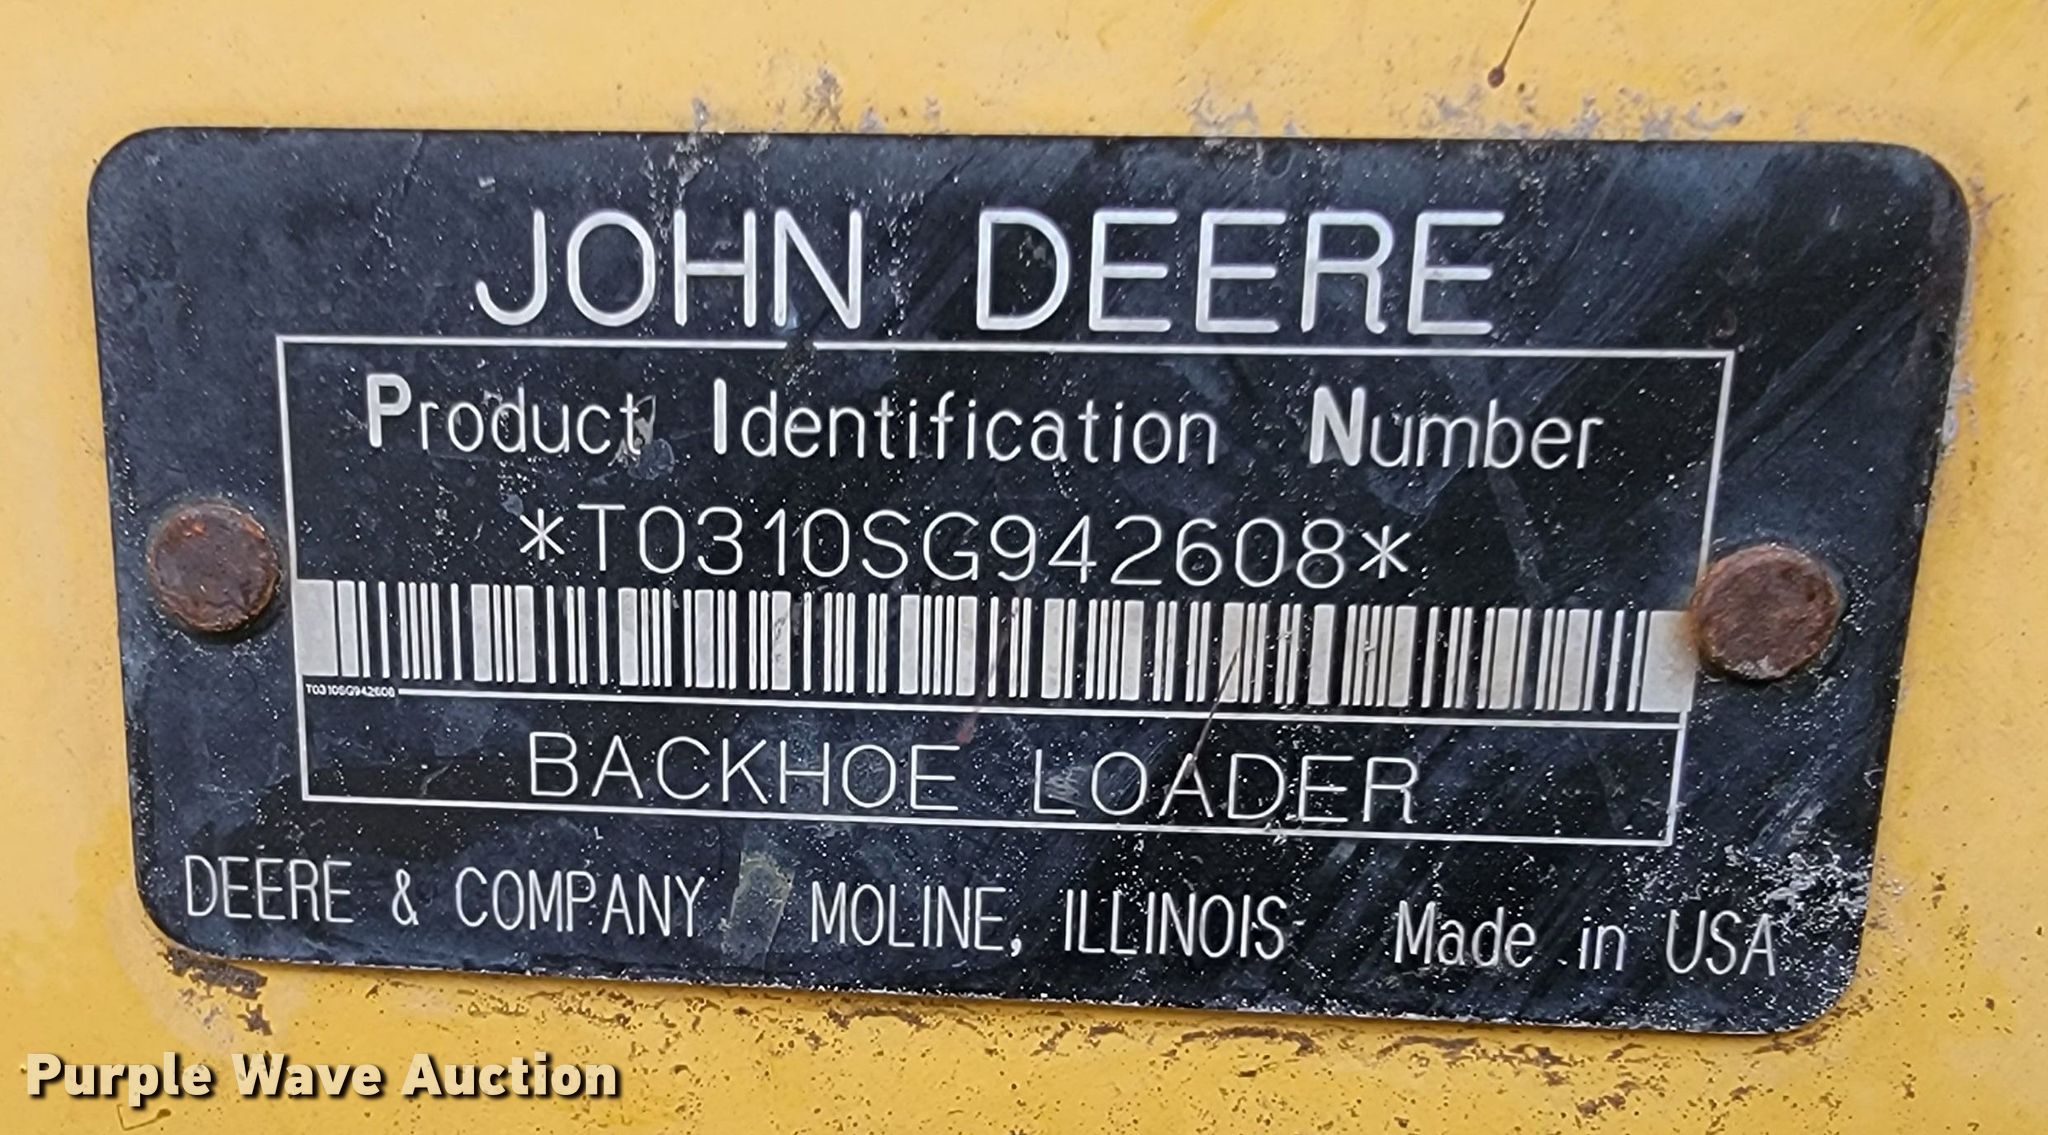 JOHN DEERE
Product Identification Number
*T0310SG942608*
T0310SG942608
BACKHOE LOADER
DEERE & COMPANY MOLINE, ILLINOIS Made in USA
Purple Wave Auction